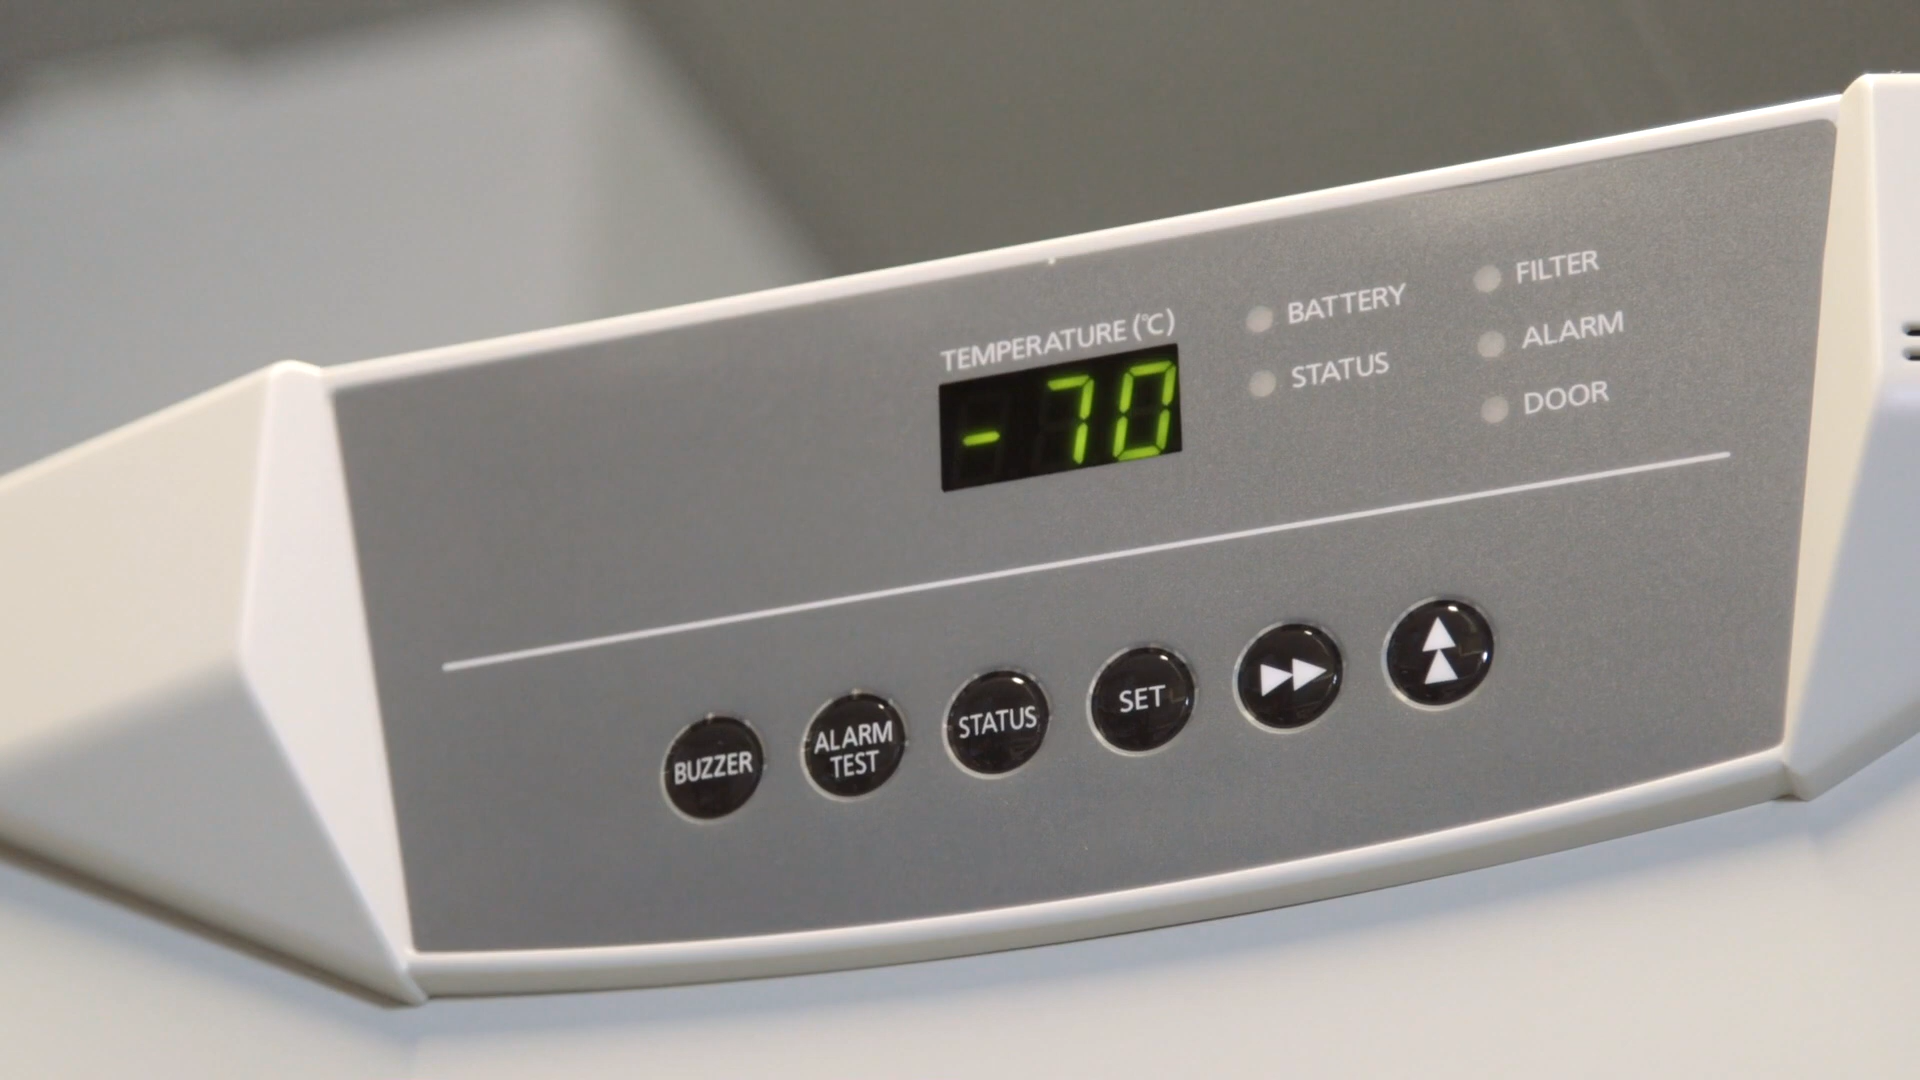 TEMPERATURE (℃)
-70
BATTERY
STATUS
FILTER
ALARM
DOOR
BUZZER
ALARM
TEST
STATUS
SET